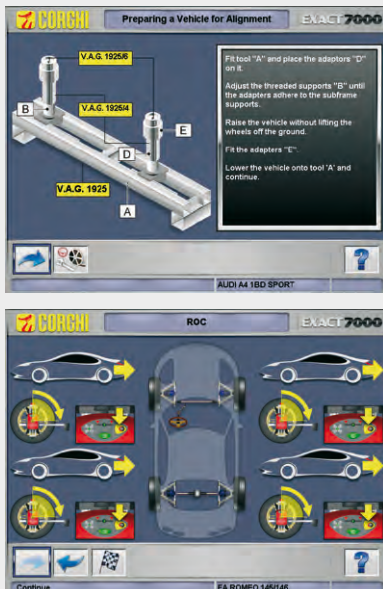 CORGHI
Preparing a Vehicle for Alignment
EXACT 7000
V.A.G. 1925/6
B
V.A.G. 1925/4
E
D
V.A.G. 1925
A
Fit tool "A" and place the adaptors "D"
on it.
Adjust the threaded supports "B" until
the adapters adhere to the subframe
supports.
Raise the vehicle without lifting the
wheels off the ground.
Fit the adapters "E".
Lower the vehicle onto tool 'A' and
continue.
?
AUDI A4 1BD SPORT
CORGHI
ROC
EXACT 7000
?
Continue
FA ROMEO 145/146